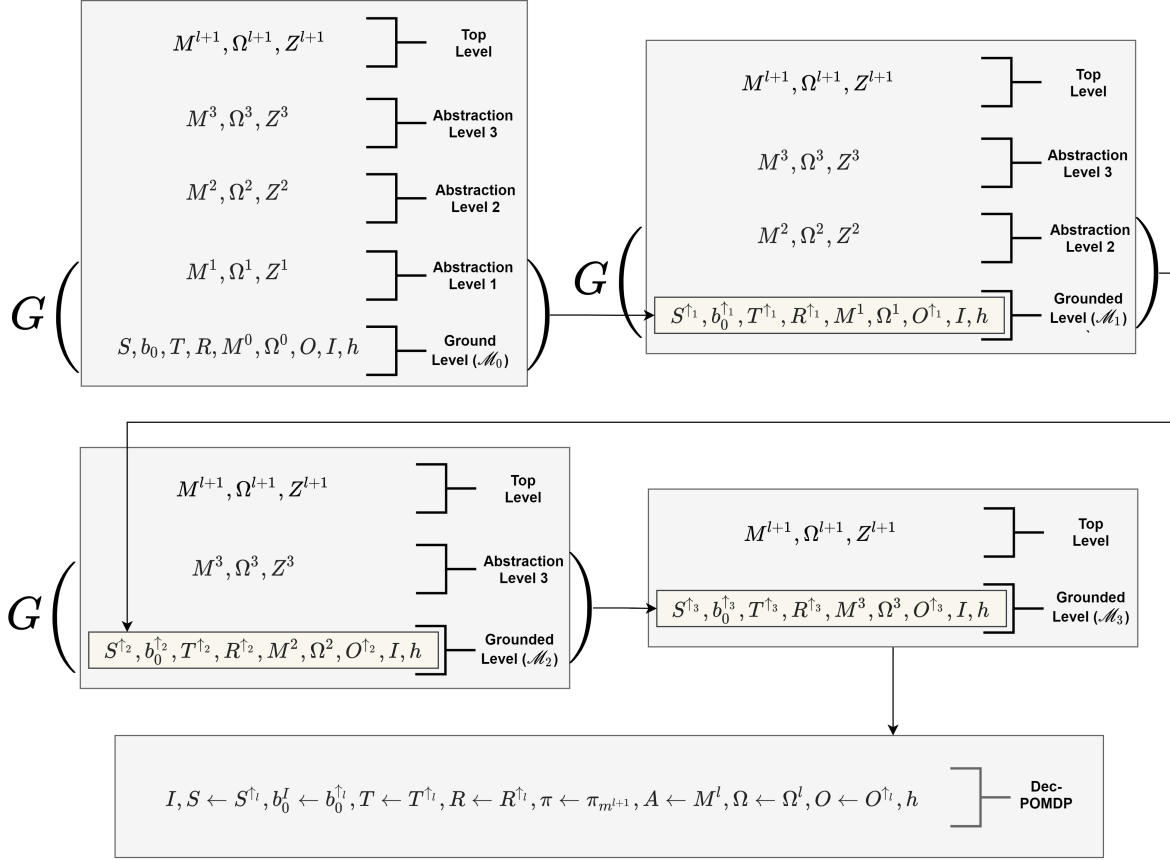 M^{l+1}, Ω^{l+1}, Z^{l+1}
Top
Level
M^3, Ω^3, Z^3
Abstraction
Level 3
M^2, Ω^2, Z^2
Abstraction
Level 2
M^1, Ω^1, Z^1
Abstraction
Level 1
G (
S, b_0, T, R, M^0, Ω^0, O, I, h
Ground
Level (ℳ_0)
)
M^{l+1}, Ω^{l+1}, Z^{l+1}
Top
Level
M^3, Ω^3, Z^3
Abstraction
Level 3
M^2, Ω^2, Z^2
Abstraction
Level 2
G (
S^{↑_1}, b_0^{↑_1}, T^{↑_1}, R^{↑_1}, M^1, Ω^1, O^{↑_1}, I, h
Grounded
Level (ℳ_1)
`
)
M^{l+1}, Ω^{l+1}, Z^{l+1}
Top
Level
M^3, Ω^3, Z^3
Abstraction
Level 3
G (
S^{↑_2}, b_0^{↑_2}, T^{↑_2}, R^{↑_2}, M^2, Ω^2, O^{↑_2}, I, h
Grounded
Level (ℳ_2)
)
M^{l+1}, Ω^{l+1}, Z^{l+1}
Top
Level
S^{↑_3}, b_0^{↑_3}, T^{↑_3}, R^{↑_3}, M^3, Ω^3, O^{↑_3}, I, h
Grounded
Level (ℳ_3)
I, S ← S^{↑_l}, b_0^I ← b_0^{↑_l}, T ← T^{↑_l}, R ← R^{↑_l}, π ← π_{m^{l+1}}, A ← M^l, Ω ← Ω^l, O ← O^{↑_l}, h
Dec-
POMDP